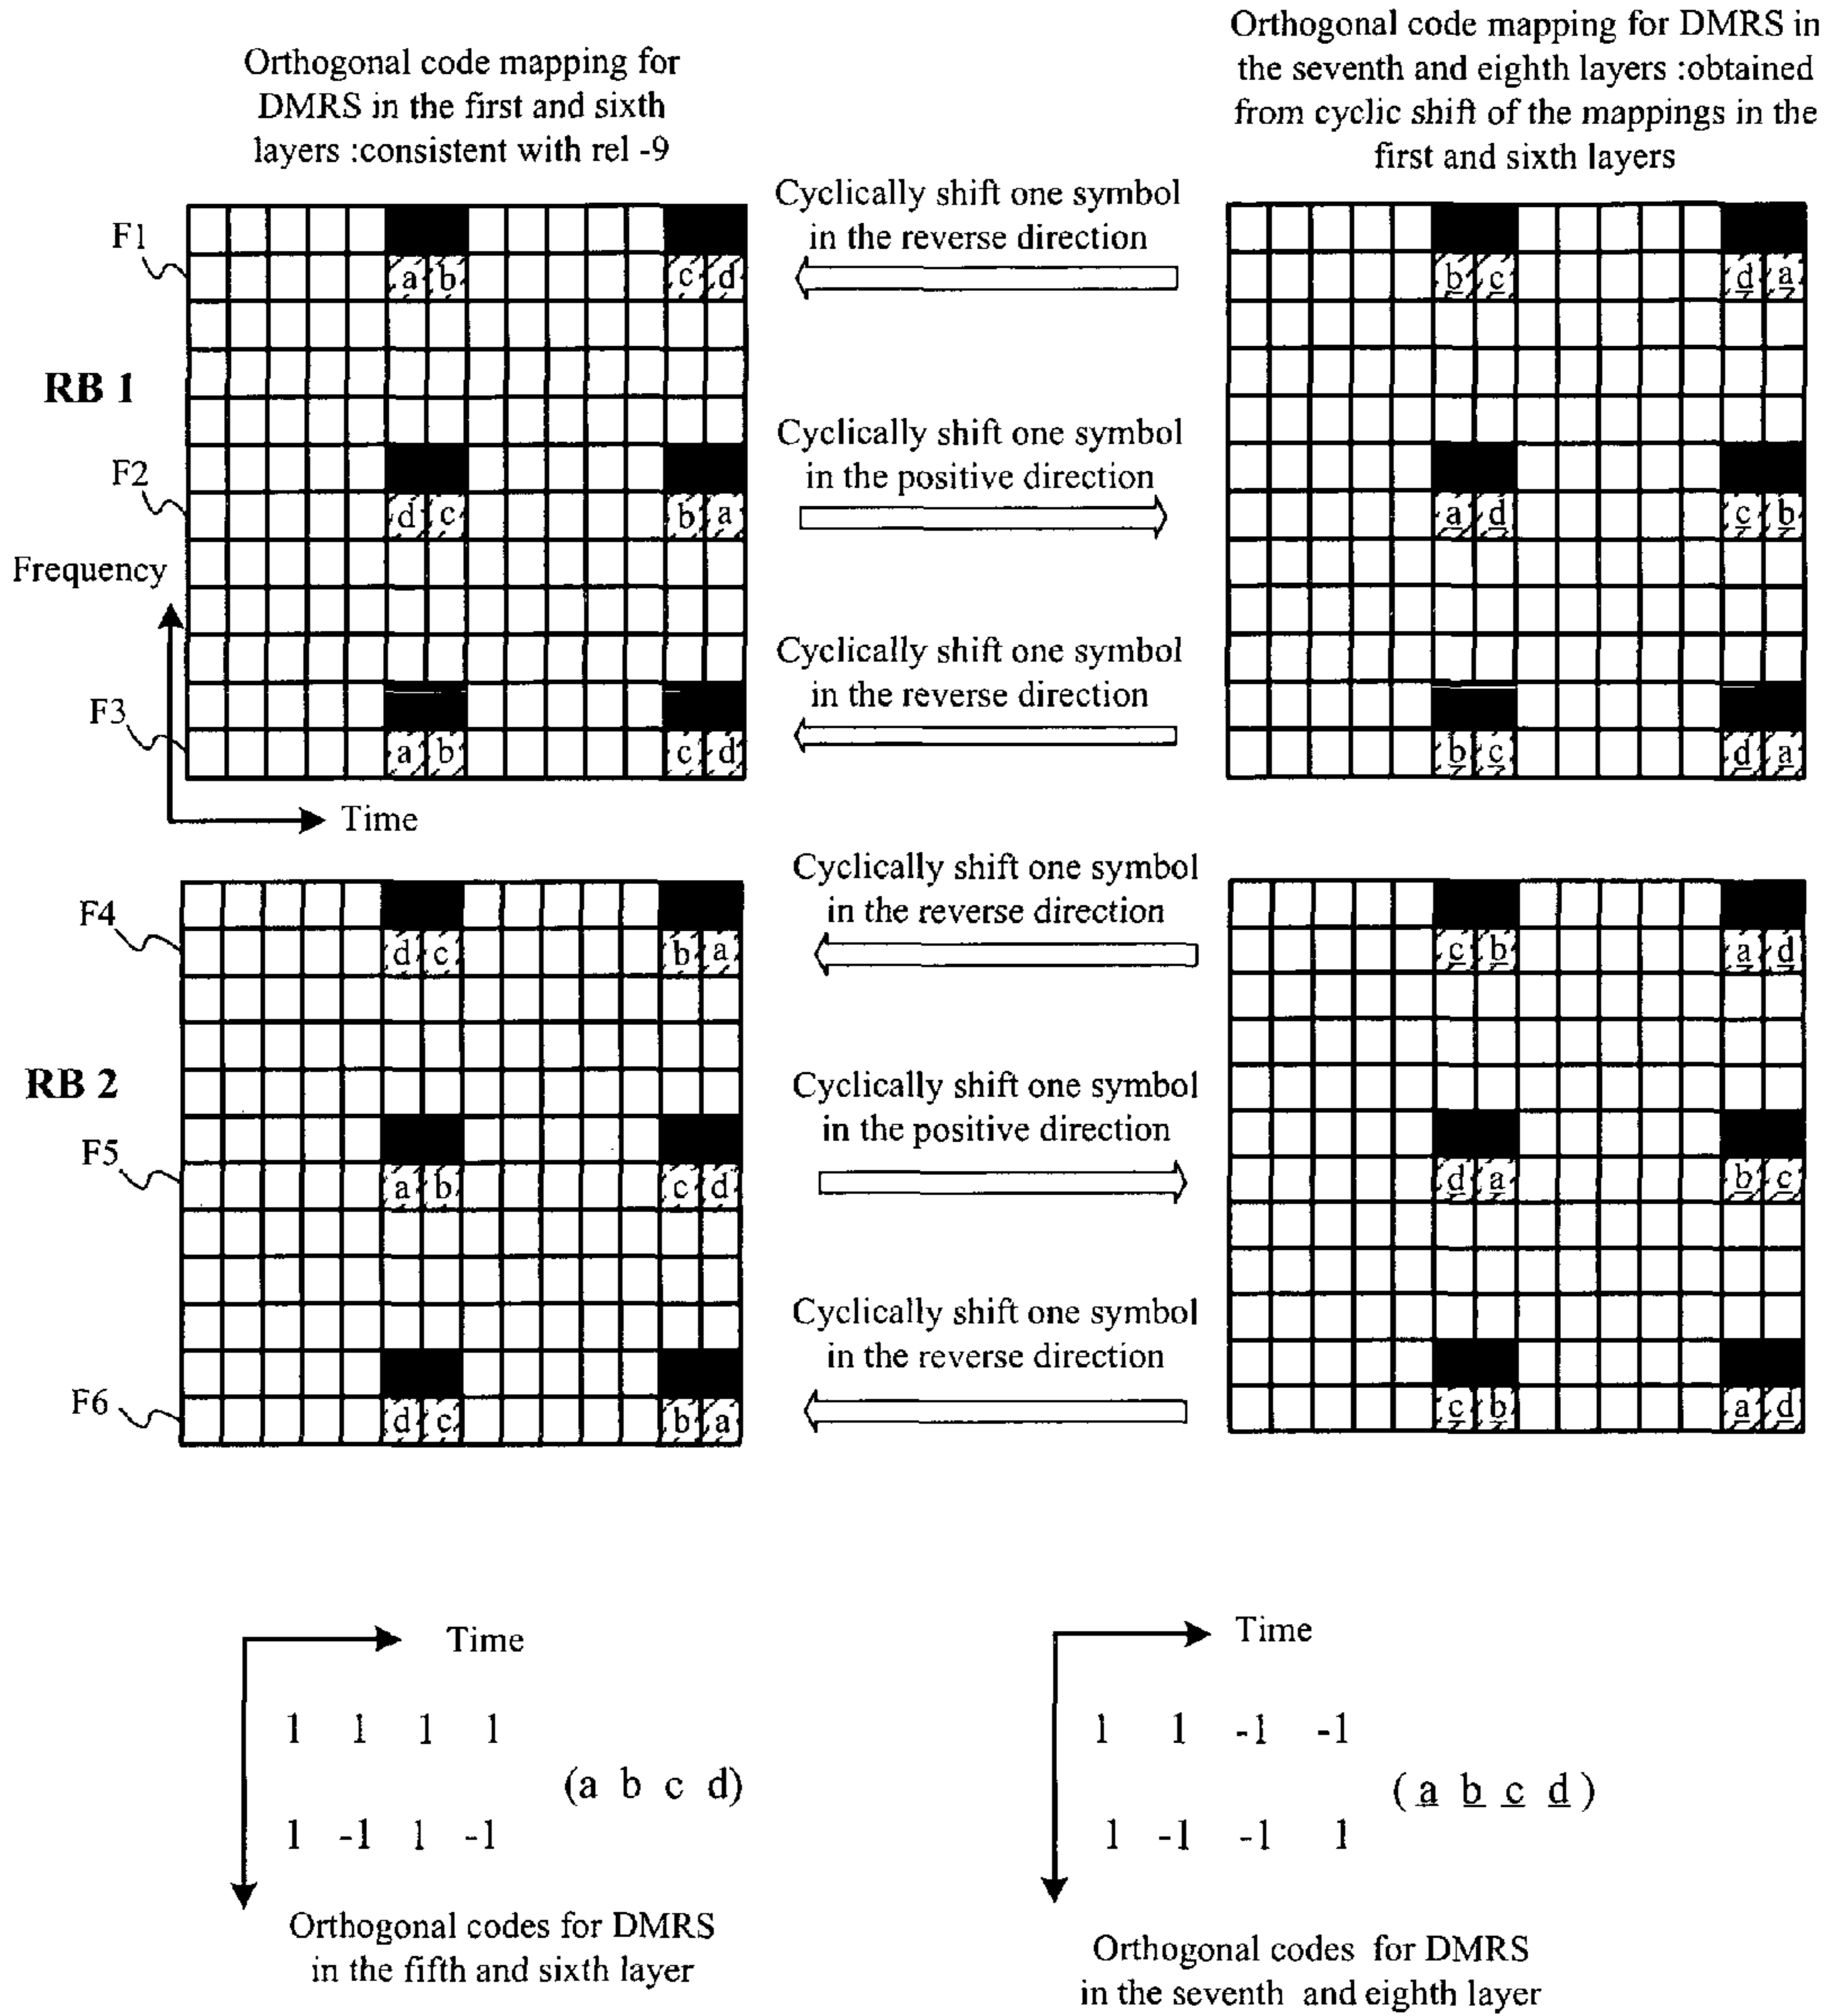 Orthogonal code mapping for
DMRS in the first and sixth
layers :consistent with rel -9
Orthogonal code mapping for DMRS in
the seventh and eighth layers :obtained
from cyclic shift of the mappings in the
first and sixth layers
Cyclically shift one symbol
in the reverse direction
F1
a b c d
b c d a
RB 1
Cyclically shift one symbol
in the positive direction
F2
d c b a
a d c b
Frequency
Cyclically shift one symbol
in the reverse direction
F3
a b c d
b c d a
Time
Cyclically shift one symbol
in the reverse direction
F4
d c b a
c b a d
RB 2
Cyclically shift one symbol
in the positive direction
F5
a b c d
d a b c
Cyclically shift one symbol
in the reverse direction
F6
d c b a
c b a d
Time
1 1 1 1
(a b c d)
1 -1 1 -1
Orthogonal codes for DMRS
in the fifth and sixth layer
Time
1 1 -1 -1
( a b c d )
1 -1 -1 1
Orthogonal codes for DMRS
in the seventh and eighth layer